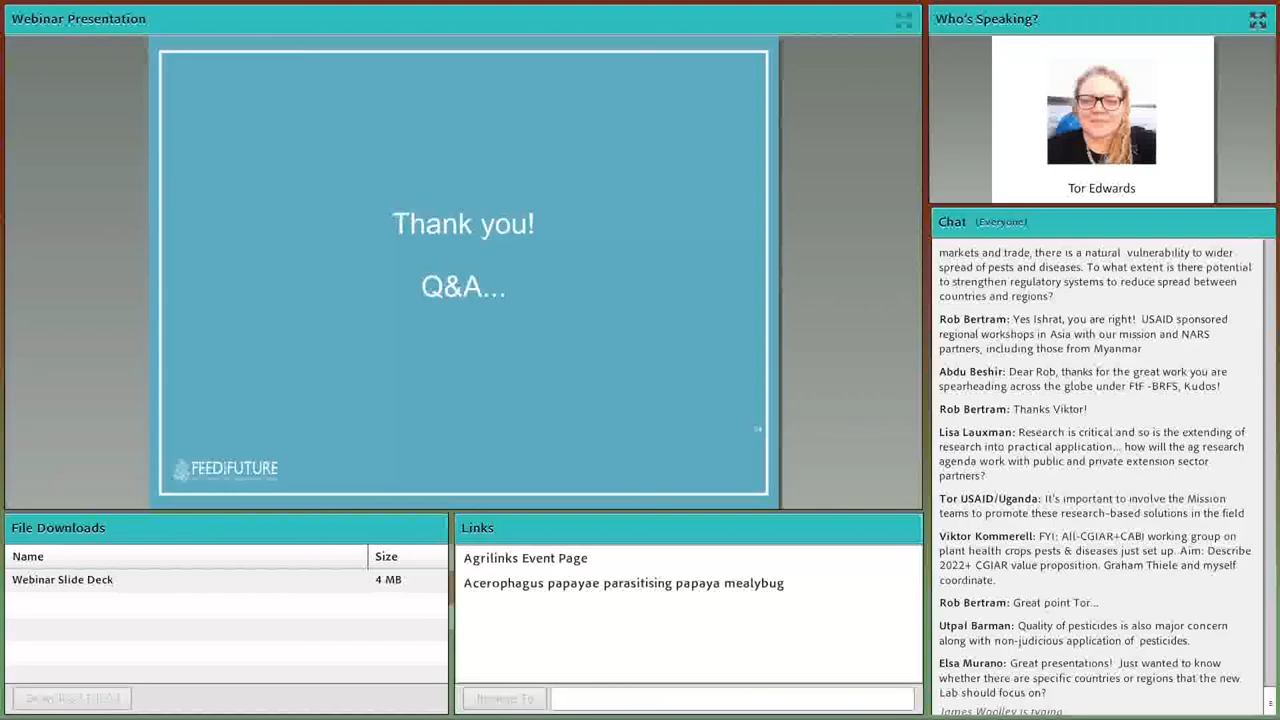 Webinar Presentation
Thank you!
Q&A...
FEED FUTURE
Who's Speaking?
Tor Edwards
Chat (Everyone)
markets and trade, there is a natural vulnerability to wider
spread of pests and diseases. To what extent is there potential
to strengthen regulatory systems to reduce spread between
countries and regions?
Rob Bertram: Yes Ishrat, you are right! USAID sponsored
regional workshops in Asia with our mission and NARS
partners, including those from Myanmar
Abdu Beshir: Dear Rob, thanks for the great work you are
spearheading across the globe under FtF -BRFS, Kudos!
Rob Bertram: Thanks Viktor!
Lisa Lauxman: Research is critical and so is the extending of
research into practical application... how will the ag research
agenda work with public and private extension sector
partners?
Tor USAID/Uganda: It's important to involve the Mission
teams to promote these research-based solutions in the field
Viktor Kommerell: FYI: All-CGIAR+CABI working group on
plant health crops pests & diseases just set up. Aim: Describe
2022+ CGIAR value proposition. Graham Thiele and myself
coordinate.
Rob Bertram: Great point Tor...
Utpal Barman: Quality of pesticides is also major concern
along with non-judicious application of pesticides.
Elsa Murano: Great presentations! Just wanted to know
whether there are specific countries or regions that the new
Lab should focus on?
James Woolley is typing
File Downloads
Name Size
Webinar Slide Deck 4 MB
Links
Agrilinks Event Page
Acerophagus papayae parasitising papaya mealybug
Browse To